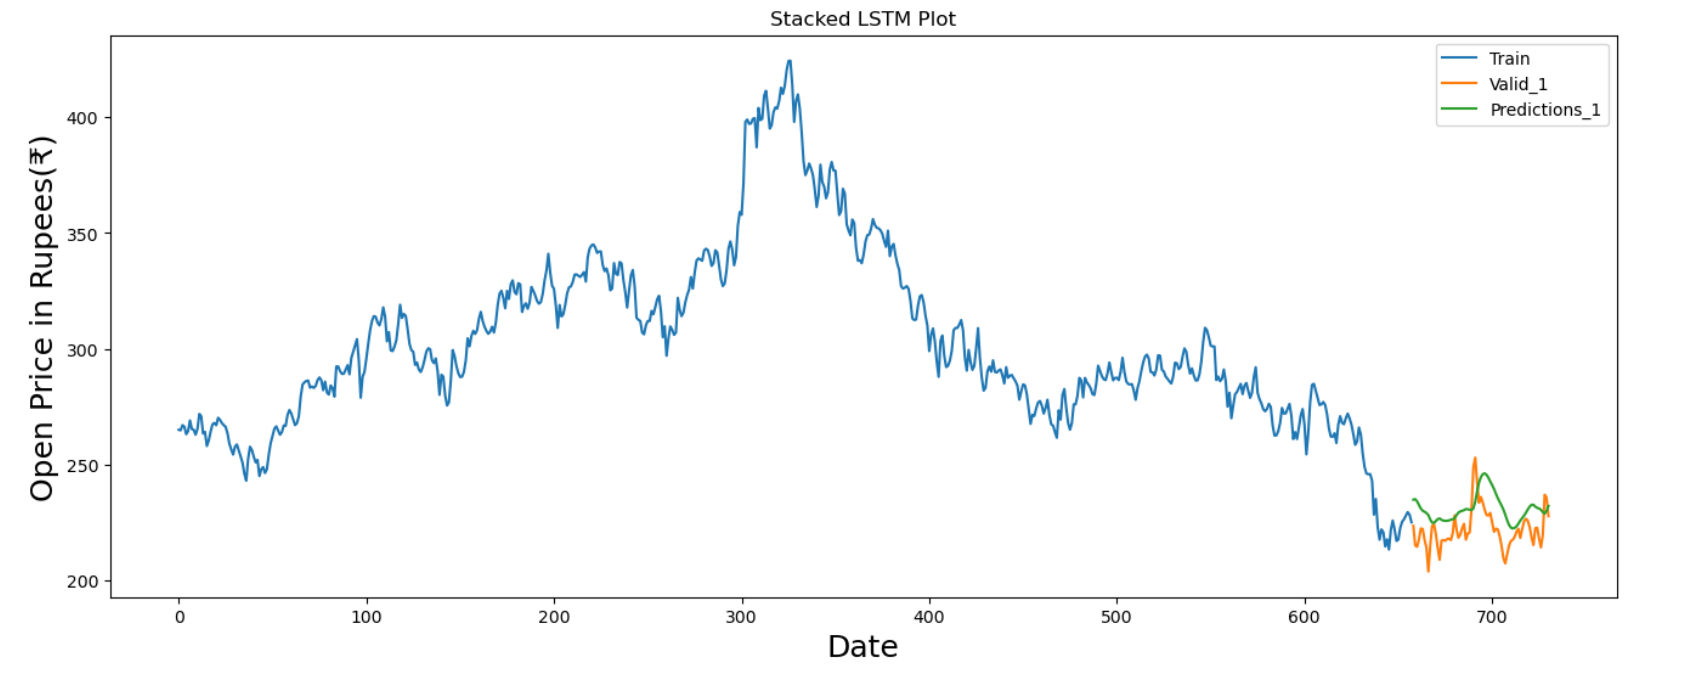 Stacked LSTM Plot
Train
Valid_1
Predictions_1
Open Price in Rupees(₹)
400
350
300
250
200
0 100 200 300 400 500 600 700
Date